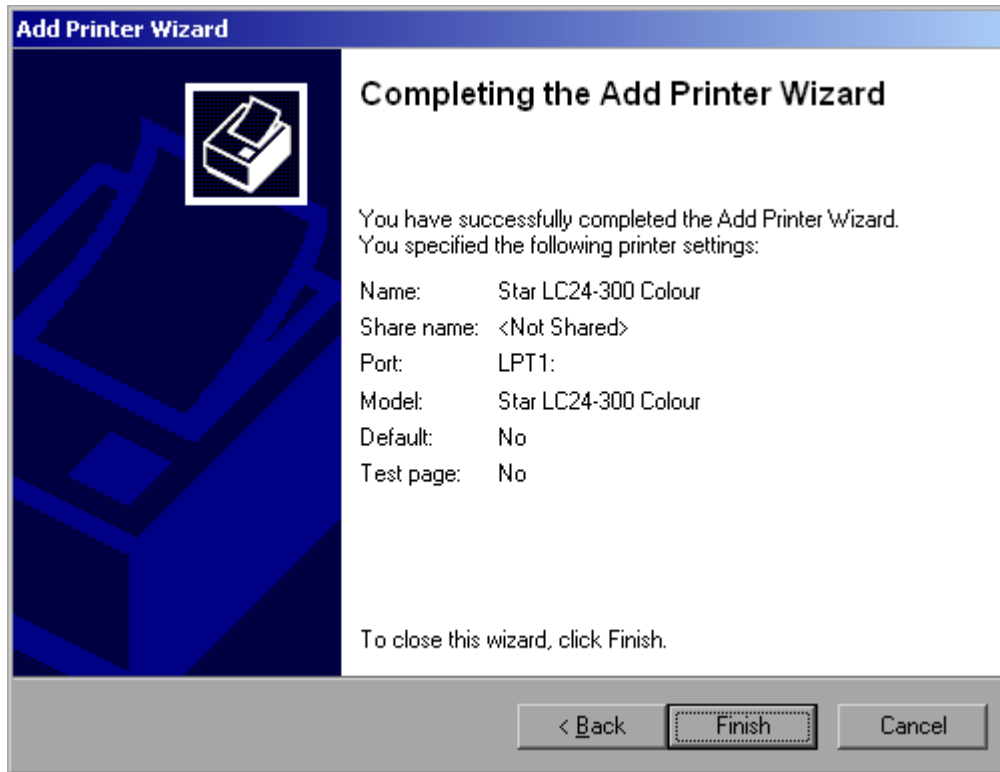 Add Printer Wizard
Completing the Add Printer Wizard
You have successfully completed the Add Printer Wizard.
You specified the following printer settings:
Name: Star LC24-300 Colour
Share name: <Not Shared>
Port: LPT1:
Model: Star LC24-300 Colour
Default: No
Test page: No
To close this wizard, click Finish.
< Back Finish Cancel